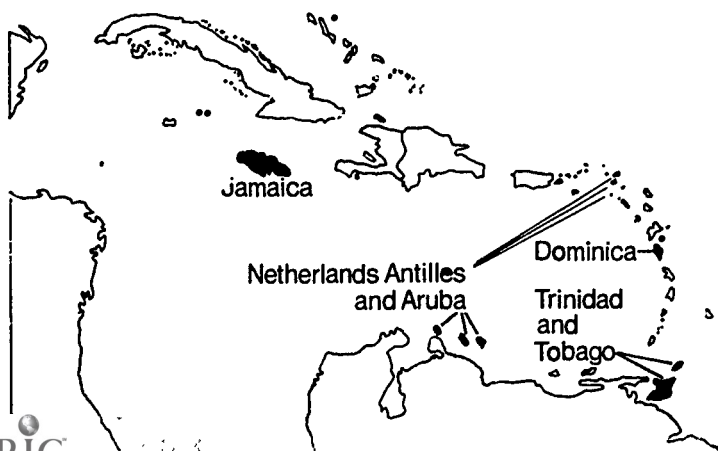 Jamaica
Netherlands Antilles
and Aruba
Dominica
Trinidad
and
Tobago